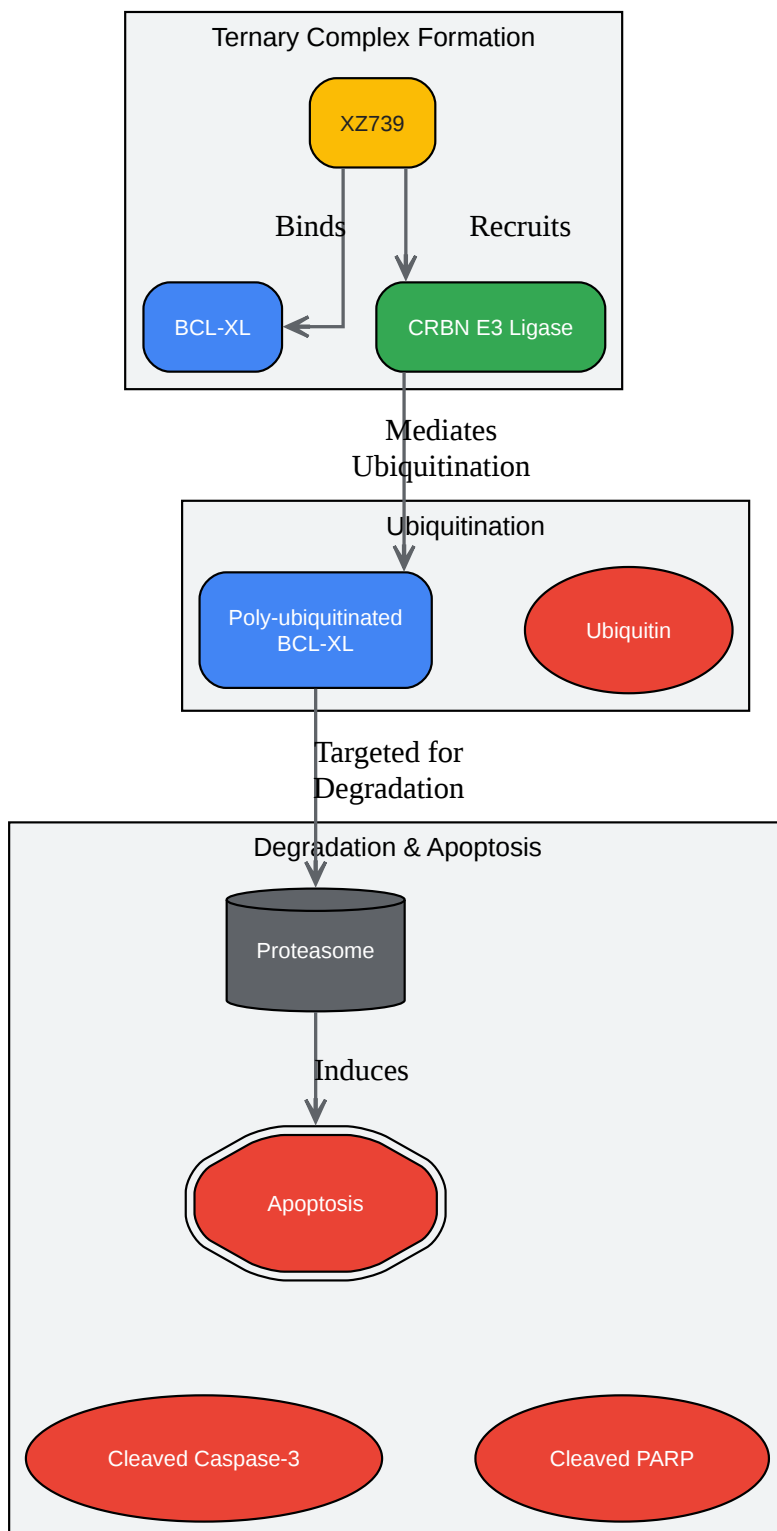 Ternary Complex Formation
XZ739
Binds
Recruits
BCL-XL
CRBN E3 Ligase
Mediates
Ubiquitination
Ubiquitination
Poly-ubiquitinated
BCL-XL
Ubiquitin
Targeted for
Degradation
Degradation & Apoptosis
Proteasome
Induces
Apoptosis
Cleaved Caspase-3
Cleaved PARP